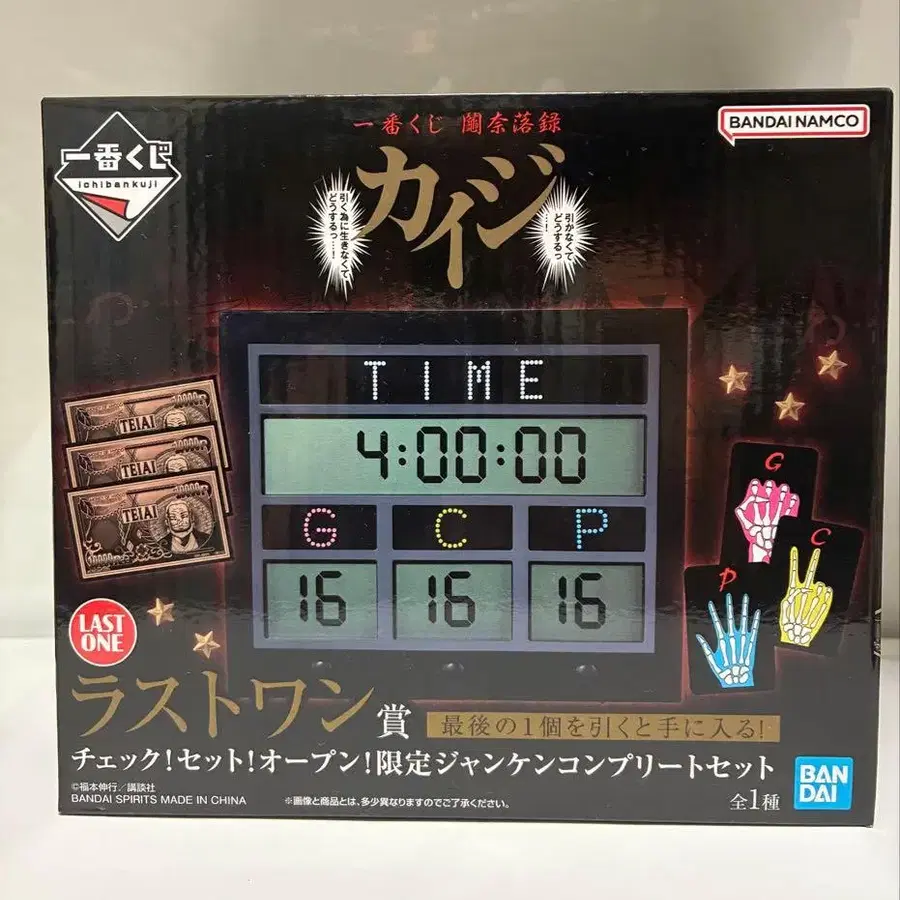 一番くじ
ichibankuji
一番くじ 闇奈落録
カイジ
引く為に生きなくて
どうするっ…!
引かなくて
どうするっ
…!
BANDAI NAMCO
TIME
4:00:00
G C P
16 16 16
TEIAI
10000
TEIAI
10000
TEIAI
10000
G
C
P
LAST
ONE
ラストワン賞
最後の1個を引くと手に入る!
チェック!セット!オープン!限定ジャンケンコンプリートセット
全1種
©福本伸行/講談社
BANDAI SPIRITS MADE IN CHINA
※画像と商品とは、多少異なりますのでご了承ください。
BAN
DAI